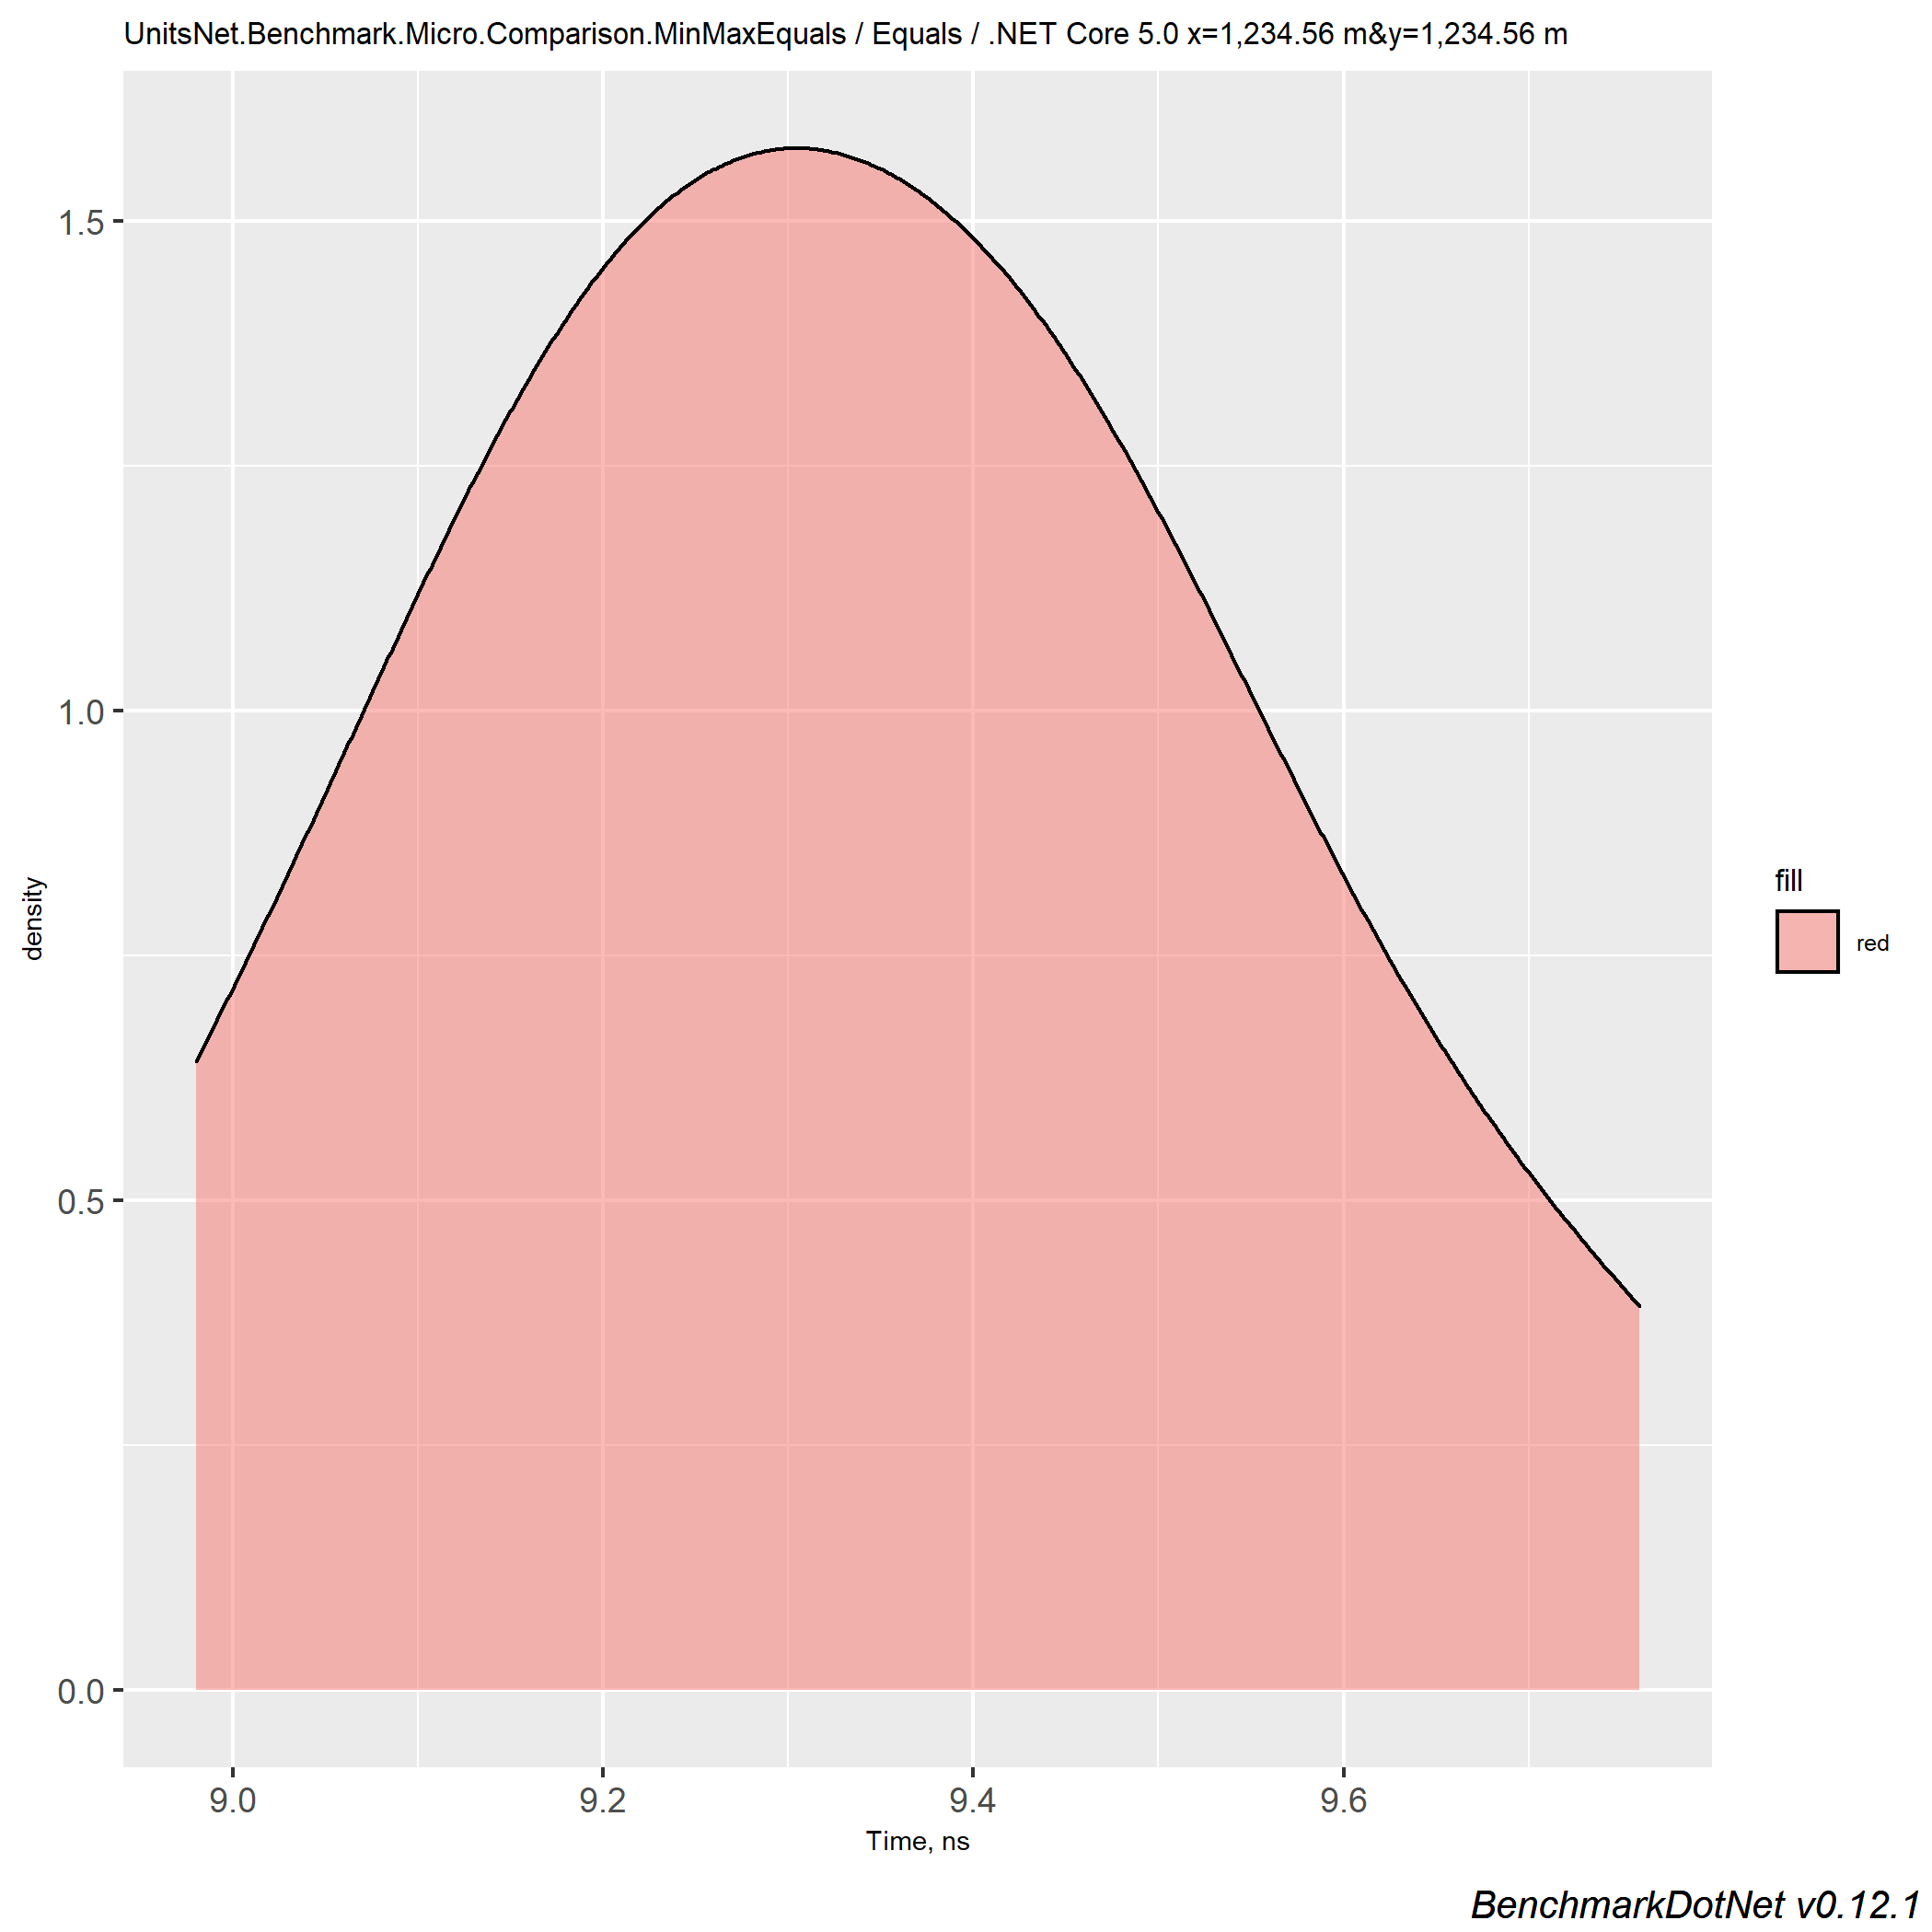 UnitsNet.Benchmark.Micro.Comparison.MinMaxEquals / Equals / .NET Core 5.0 x=1,234.56 m&y=1,234.56 m
1.5
1.0
0.5
0.0
density
9.0 9.2 9.4 9.6
Time, ns
fill
red
BenchmarkDotNet v0.12.1